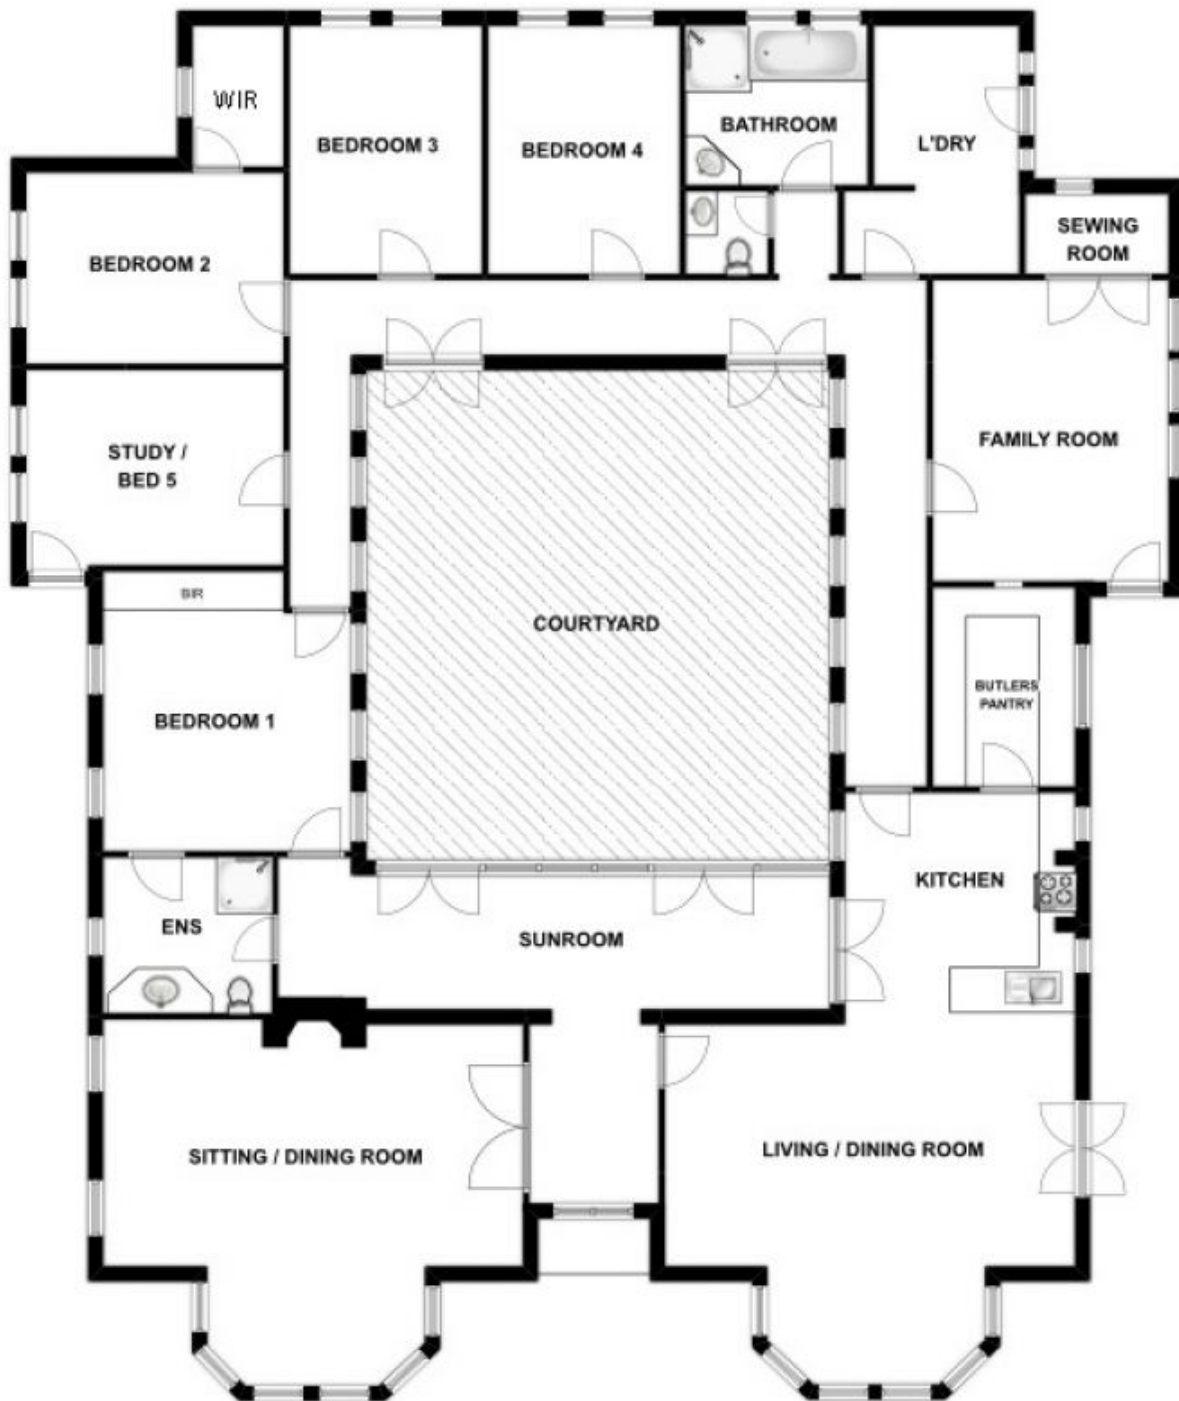 WIR
BEDROOM 3
BEDROOM 4
BATHROOM
L'DRY
SEWING
ROOM
BEDROOM 2
FAMILY ROOM
STUDY /
BED 5
BIR
COURTYARD
BUTLERS
PANTRY
BEDROOM 1
KITCHEN
ENS
SUNROOM
SITTING / DINING ROOM
LIVING / DINING ROOM